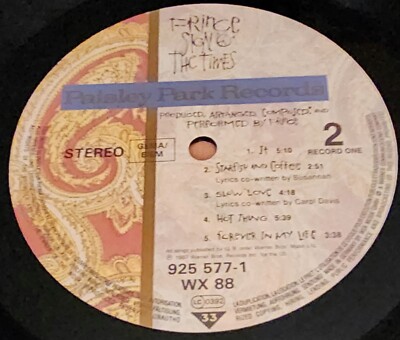 PRINCE
SIGN "☮" THE TIMES
Paisley Park Records
PRODUCED, ARRANGED, COMPOSED AND
PERFORMED BY PRINCE
STEREO
GEMA/
BIEM
2
RECORD ONE
1. It 5:10
2. STARFISH AND COFFEE 2:51
Lyrics co-written by Susannah
3. SLOW LOVE 4:18
Lyrics co-written by Carol Davis
4. HOT THING 5:39
5. FOREVER IN MY LIFE 3:38
925 577-1
WX 88
LC 0392
33